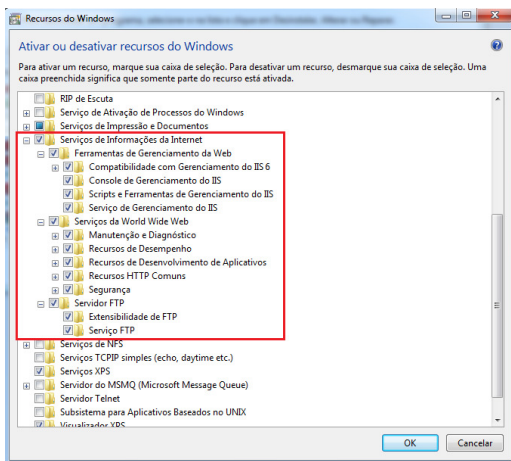 Recursos do Windows
Ativar ou desativar recursos do Windows
Para ativar um recurso, marque sua caixa de seleção. Para desativar um recurso, desmarque sua caixa de seleção. Uma
caixa preenchida significa que somente parte do recurso está ativada.
RIP de Escuta
Serviço de Ativação de Processos do Windows
Serviços de Impressão e Documentos
Serviços de Informações da Internet
Ferramentas de Gerenciamento da Web
Compatibilidade com Gerenciamento do IIS 6
Console de Gerenciamento do IIS
Scripts e Ferramentas de Gerenciamento do IIS
Serviço de Gerenciamento do IIS
Serviços da World Wide Web
Manutenção e Diagnóstico
Recursos de Desempenho
Recursos de Desenvolvimento de Aplicativos
Recursos HTTP Comuns
Segurança
Servidor FTP
Extensibilidade de FTP
Serviço FTP
Serviços de NFS
Serviços TCPIP simples (echo, daytime etc.)
Serviços XPS
Servidor do MSMQ (Microsoft Message Queue)
Servidor Telnet
Subsistema para Aplicativos Baseados no UNIX
Visualizador XPS
OK Cancelar